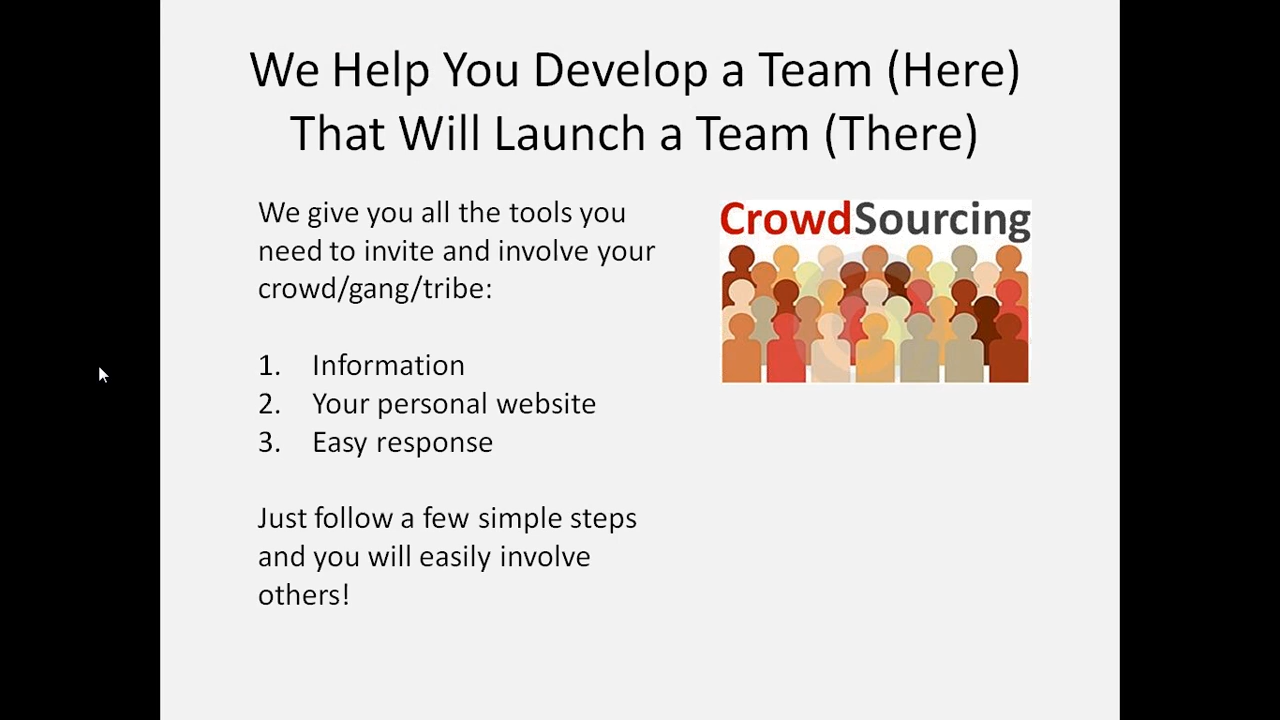 We Help You Develop a Team (Here)
That Will Launch a Team (There)
We give you all the tools you
need to invite and involve your
crowd/gang/tribe:
1. Information
2. Your personal website
3. Easy response
Just follow a few simple steps
and you will easily involve
others!
CrowdSourcing